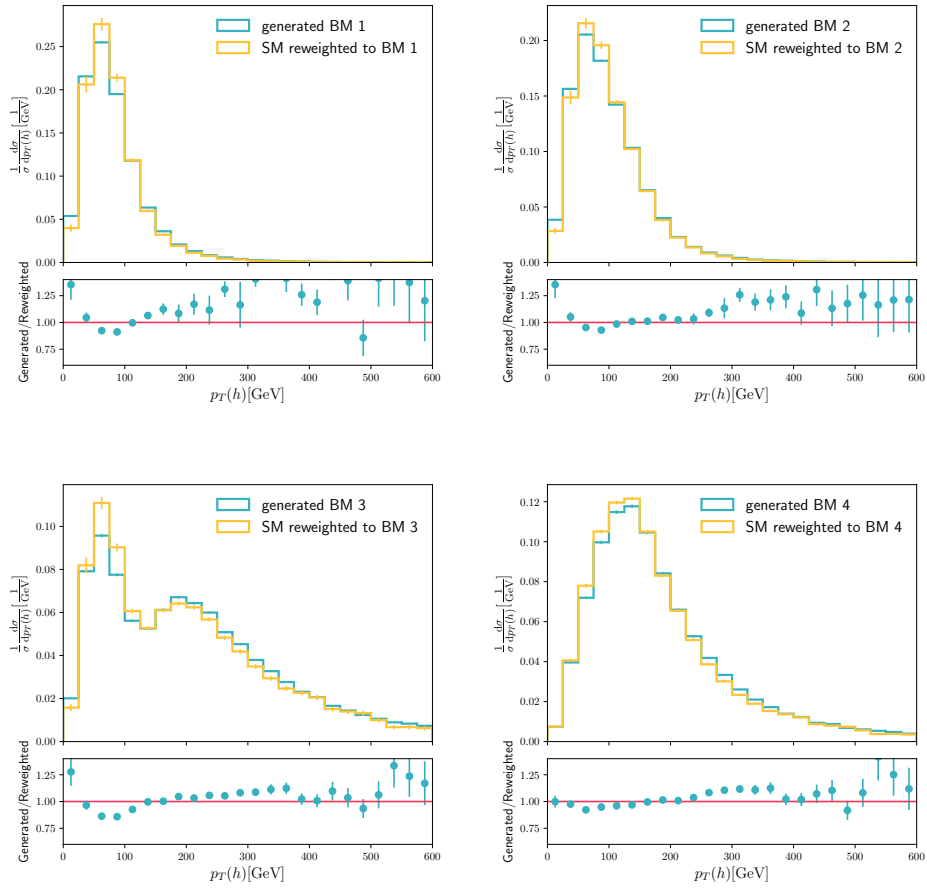 generated BM 1
SM reweighted to BM 1
0.25
0.20
0.15
0.10
0.05
0.00
1/σ dσ/dp_T(h) [1/GeV]
Generated/Reweighted
1.25
1.00
0.75
0 100 200 300 400 500 600
p_T(h)[GeV]
generated BM 2
SM reweighted to BM 2
0.20
0.15
0.10
0.05
0.00
1/σ dσ/dp_T(h) [1/GeV]
Generated/Reweighted
1.25
1.00
0.75
0 100 200 300 400 500 600
p_T(h)[GeV]
generated BM 3
SM reweighted to BM 3
0.10
0.08
0.06
0.04
0.02
0.00
1/σ dσ/dp_T(h) [1/GeV]
Generated/Reweighted
1.25
1.00
0.75
0 100 200 300 400 500 600
p_T(h)[GeV]
generated BM 4
SM reweighted to BM 4
0.12
0.10
0.08
0.06
0.04
0.02
0.00
1/σ dσ/dp_T(h) [1/GeV]
Generated/Reweighted
1.25
1.00
0.75
0 100 200 300 400 500 600
p_T(h)[GeV]